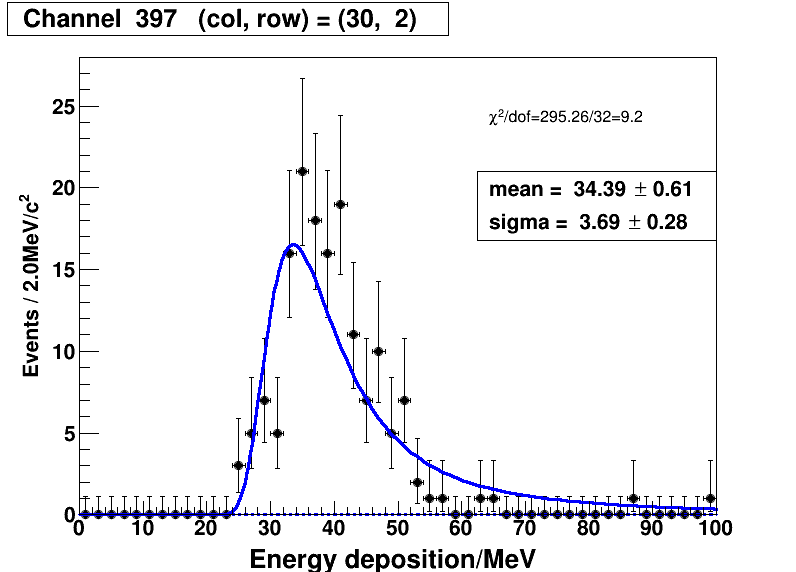 Channel 397 (col, row) = (30, 2)
χ²/dof=295.26/32=9.2
mean = 34.39 ± 0.61
sigma = 3.69 ± 0.28
Events / 2.0MeV/c²
25
20
15
10
5
0
0 10 20 30 40 50 60 70 80 90 100
Energy deposition/MeV